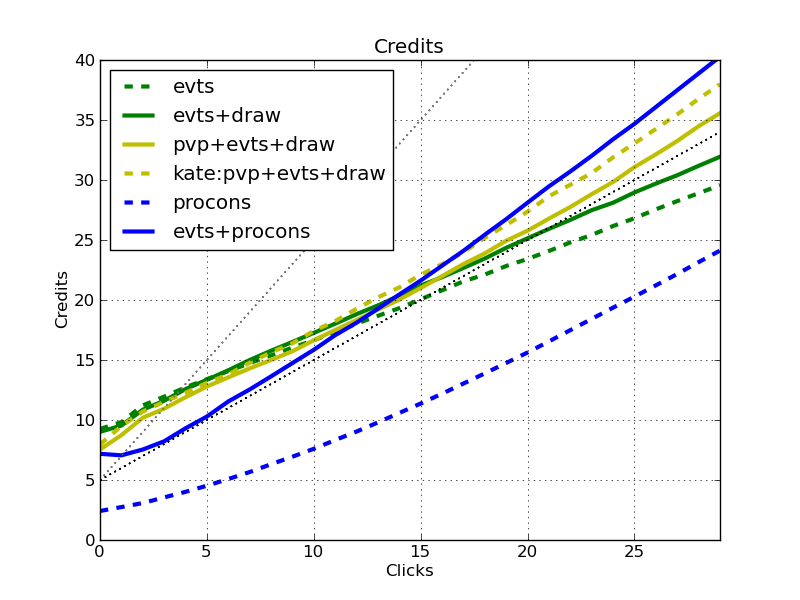 Credits
40
35
30
25
20
15
10
5
0
Credits
evts
evts+draw
pvp+evts+draw
kate:pvp+evts+draw
procons
evts+procons
0 5 10 15 20 25
Clicks